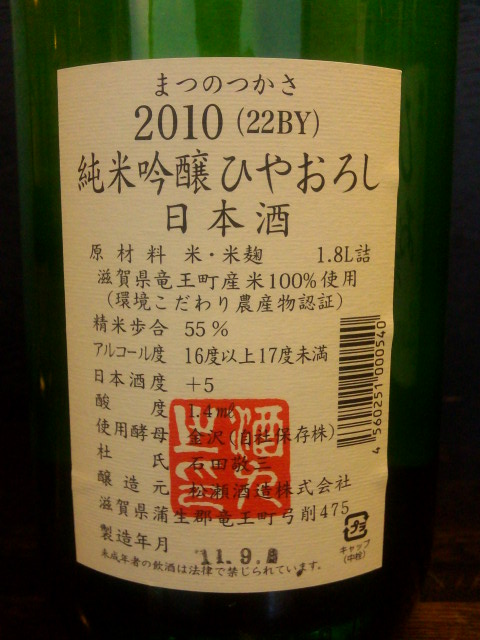 まつのつかさ
2010 (22BY)
純米吟醸 ひやおろし
日本酒
原材料 米・米麹 1.8L詰
滋賀県竜王町産米100%使用
(環境こだわり農産物認証)
精米歩合 55%
アルコール度 16度以上17度未満
日本酒度 +5
酸度 1.4ml
使用酵母 金沢(自社保存株)
杜氏 石田敬三
醸造元 松瀬酒造株式会社
滋賀県蒲生郡竜王町弓削475
製造年月 11.9.
未成年者の飲酒は法律で禁じられています。
4 560251 000540
プラ
キャップ
(中栓)